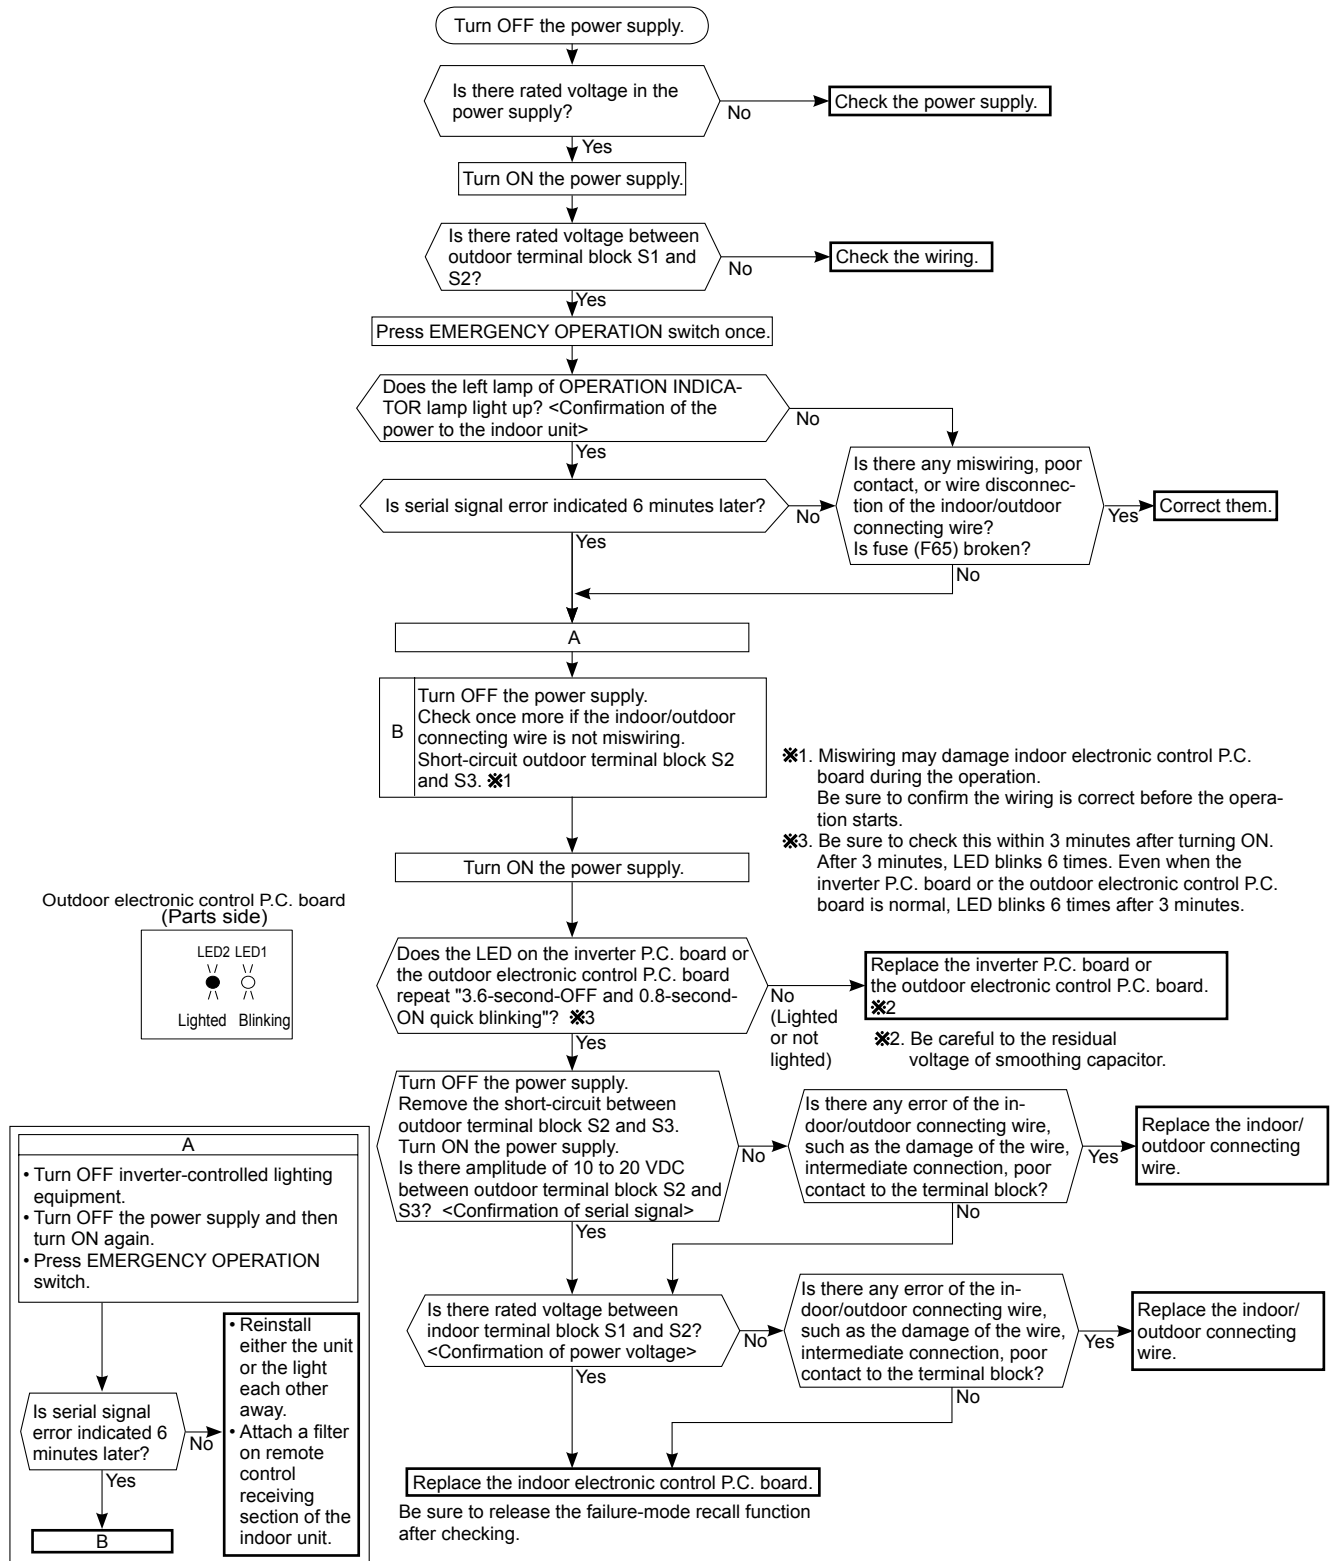 Turn OFF the power supply.
Is there rated voltage in the
power supply?
No
Check the power supply.
Yes
Turn ON the power supply.
Is there rated voltage between
outdoor terminal block S1 and
S2?
No
Check the wiring.
Yes
Press EMERGENCY OPERATION switch once.
Does the left lamp of OPERATION INDICA-
TOR lamp light up? <Confirmation of the
power to the indoor unit>
No
Yes
Is there any miswiring, poor
contact, or wire disconnec-
tion of the indoor/outdoor
connecting wire?
Is fuse (F65) broken?
Yes
Correct them.
No
Is serial signal error indicated 6 minutes later?
No
Yes
A
B
Turn OFF the power supply.
Check once more if the indoor/outdoor
connecting wire is not miswiring.
Short-circuit outdoor terminal block S2
and S3. ※1
※1. Miswiring may damage indoor electronic control P.C.
board during the operation.
Be sure to confirm the wiring is correct before the opera-
tion starts.
※3. Be sure to check this within 3 minutes after turning ON.
After 3 minutes, LED blinks 6 times. Even when the
inverter P.C. board or the outdoor electronic control P.C.
board is normal, LED blinks 6 times after 3 minutes.
Turn ON the power supply.
Outdoor electronic control P.C. board
(Parts side)
LED2 LED1
Lighted Blinking
Does the LED on the inverter P.C. board or
the outdoor electronic control P.C. board
repeat "3.6-second-OFF and 0.8-second-
ON quick blinking"? ※3
No
(Lighted
or not
lighted)
Replace the inverter P.C. board or
the outdoor electronic control P.C. board.
※2
※2. Be careful to the residual
voltage of smoothing capacitor.
Yes
Turn OFF the power supply.
Remove the short-circuit between
outdoor terminal block S2 and S3.
Turn ON the power supply.
Is there amplitude of 10 to 20 VDC
between outdoor terminal block S2 and
S3? <Confirmation of serial signal>
No
Is there any error of the in-
door/outdoor connecting wire,
such as the damage of the wire,
intermediate connection, poor
contact to the terminal block?
Yes
Replace the indoor/
outdoor connecting
wire.
No
Yes
Is there rated voltage between
indoor terminal block S1 and S2?
<Confirmation of power voltage>
No
Is there any error of the in-
door/outdoor connecting wire,
such as the damage of the wire,
intermediate connection, poor
contact to the terminal block?
Yes
Replace the indoor/
outdoor connecting
wire.
No
Yes
Replace the indoor electronic control P.C. board.
Be sure to release the failure-mode recall function
after checking.
A
• Turn OFF inverter-controlled lighting
equipment.
• Turn OFF the power supply and then
turn ON again.
• Press EMERGENCY OPERATION
switch.
Is serial signal
error indicated 6
minutes later?
No
• Reinstall
either the unit
or the light
each other
away.
• Attach a filter
on remote
control
receiving
section of the
indoor unit.
Yes
B